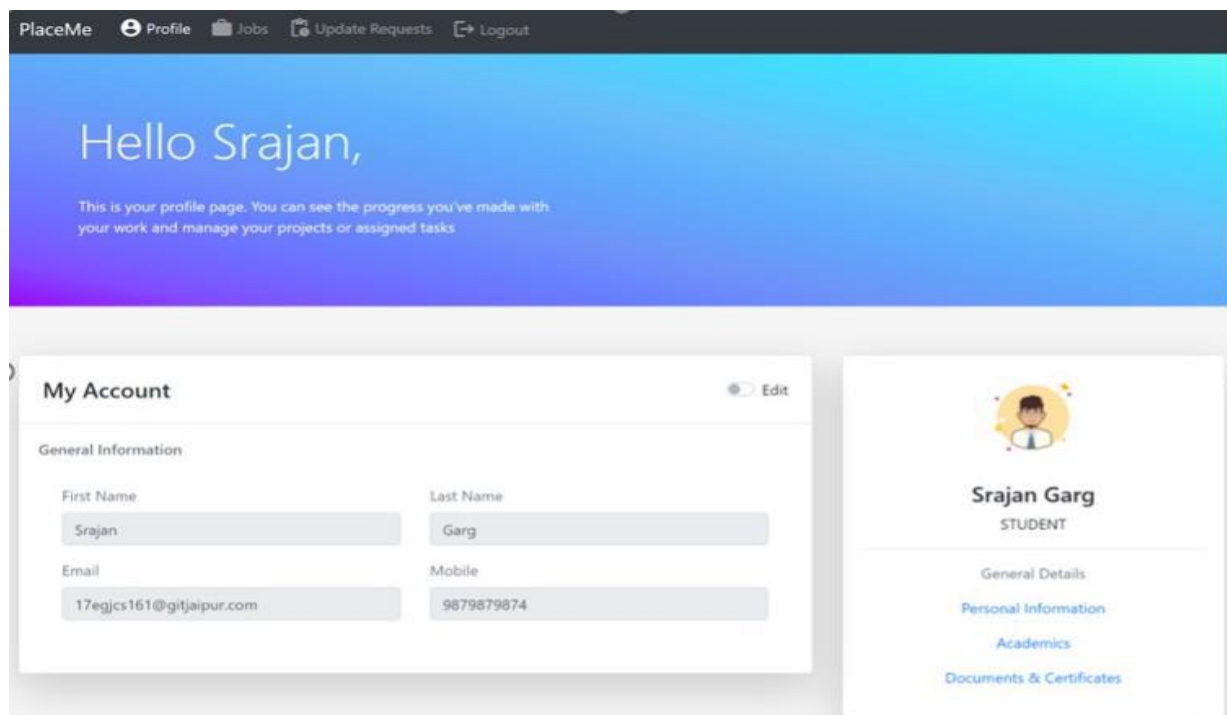 PlaceMe Profile Jobs Update Requests Logout
Hello Srajan,
This is your profile page. You can see the progress you've made with
your work and manage your projects or assigned tasks
My Account
Edit
General Information
First Name
Last Name
Srajan
Garg
Email
Mobile
17egjcs161@gitjaipur.com
9879879874
Srajan Garg
STUDENT
General Details
Personal Information
Academics
Documents & Certificates